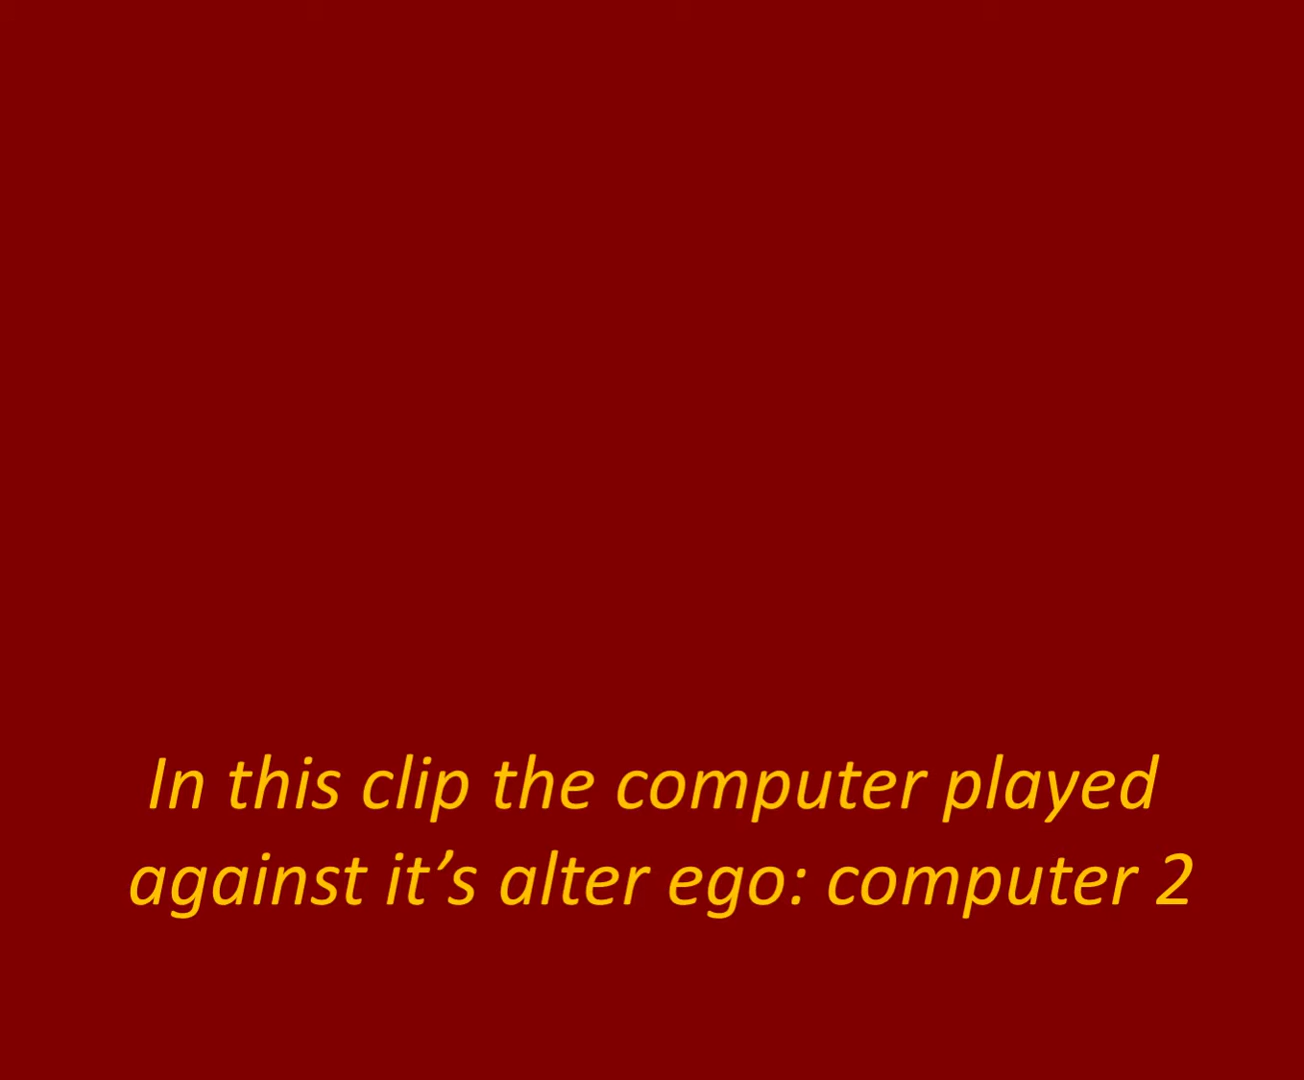 In this clip the computer played
against it’s alter ego: computer 2